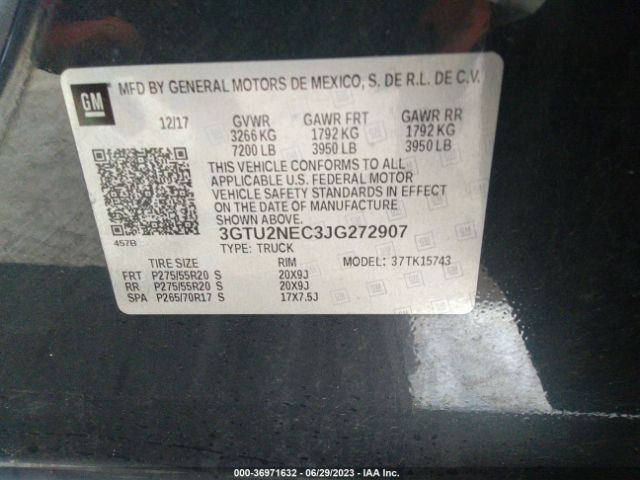 GM
MFD BY GENERAL MOTORS DE MEXICO, S. DE R.L. DE C.V.
12/17 GVWR GAWR FRT GAWR RR
3266 KG 1792 KG 1792 KG
7200 LB 3950 LB 3950 LB
THIS VEHICLE CONFORMS TO ALL
APPLICABLE U.S. FEDERAL MOTOR
VEHICLE SAFETY STANDARDS IN EFFECT
ON THE DATE OF MANUFACTURE
SHOWN ABOVE.
457B
3GTU2NEC3JG272907
TYPE: TRUCK
TIRE SIZE RIM MODEL: 37TK15743
FRT P275/55R20 S 20X9J
RR P275/55R20 S 20X9J
SPA P265/70R17 S 17X7.5J
000-36971632 - 06/29/2023 - IAA Inc.